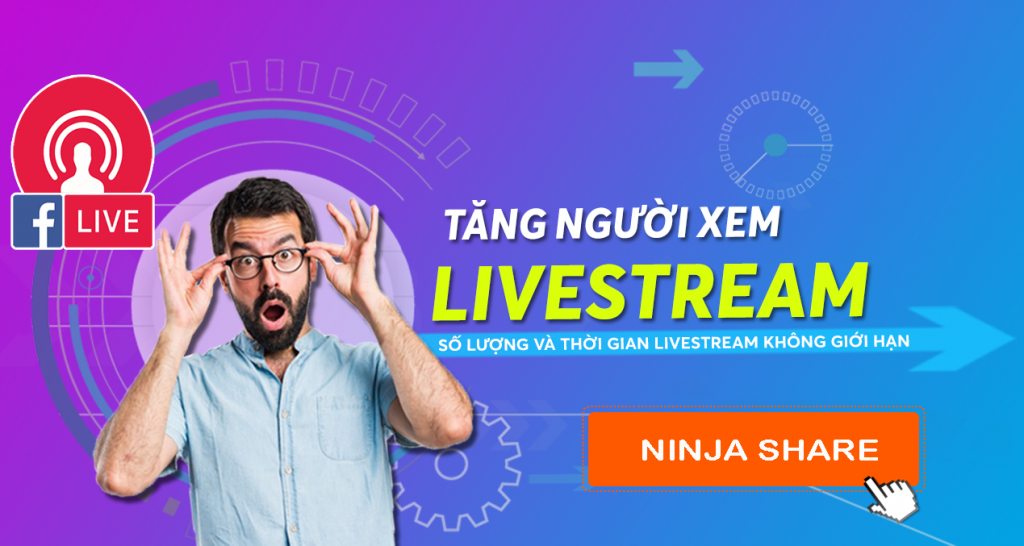 f LIVE
TĂNG NGƯỜI XEM
LIVESTREAM
SỐ LƯỢNG VÀ THỜI GIAN LIVESTREAM KHÔNG GIỚI HẠN
NINJA SHARE